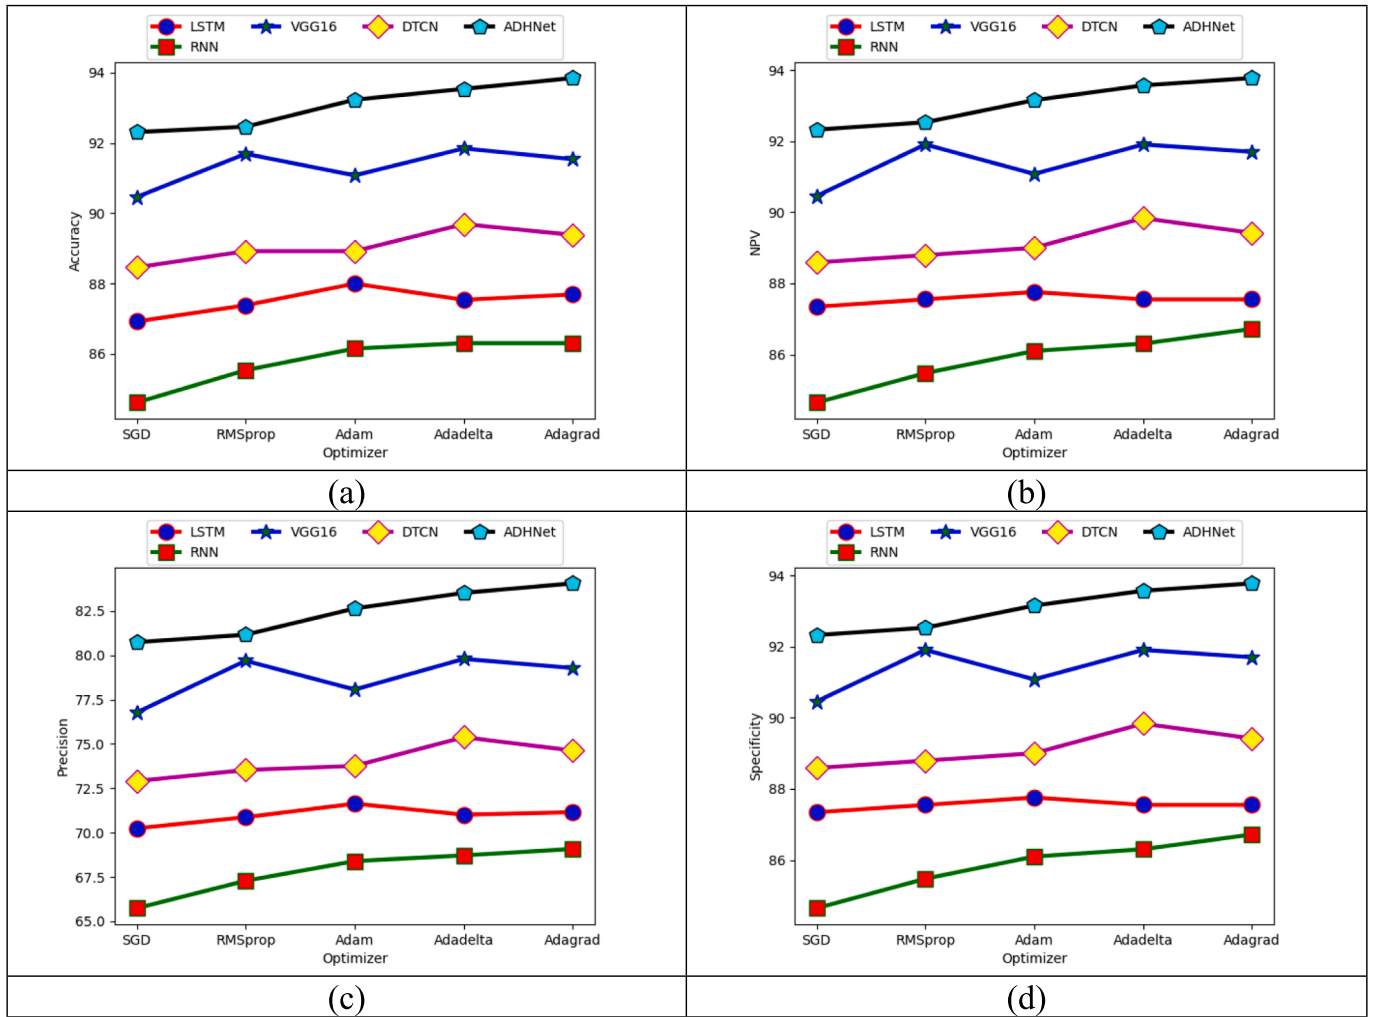 LSTM VGG16 DTCN ADHNet
RNN
94
92
90
88
86
Accuracy
SGD RMSprop Adam Adadelta Adagrad
Optimizer
(a)
LSTM VGG16 DTCN ADHNet
RNN
94
92
90
88
86
NPV
SGD RMSprop Adam Adadelta Adagrad
Optimizer
(b)
LSTM VGG16 DTCN ADHNet
RNN
82.5
80.0
77.5
75.0
72.5
70.0
67.5
65.0
Precision
SGD RMSprop Adam Adadelta Adagrad
Optimizer
(c)
LSTM VGG16 DTCN ADHNet
RNN
94
92
90
88
86
Specificity
SGD RMSprop Adam Adadelta Adagrad
Optimizer
(d)